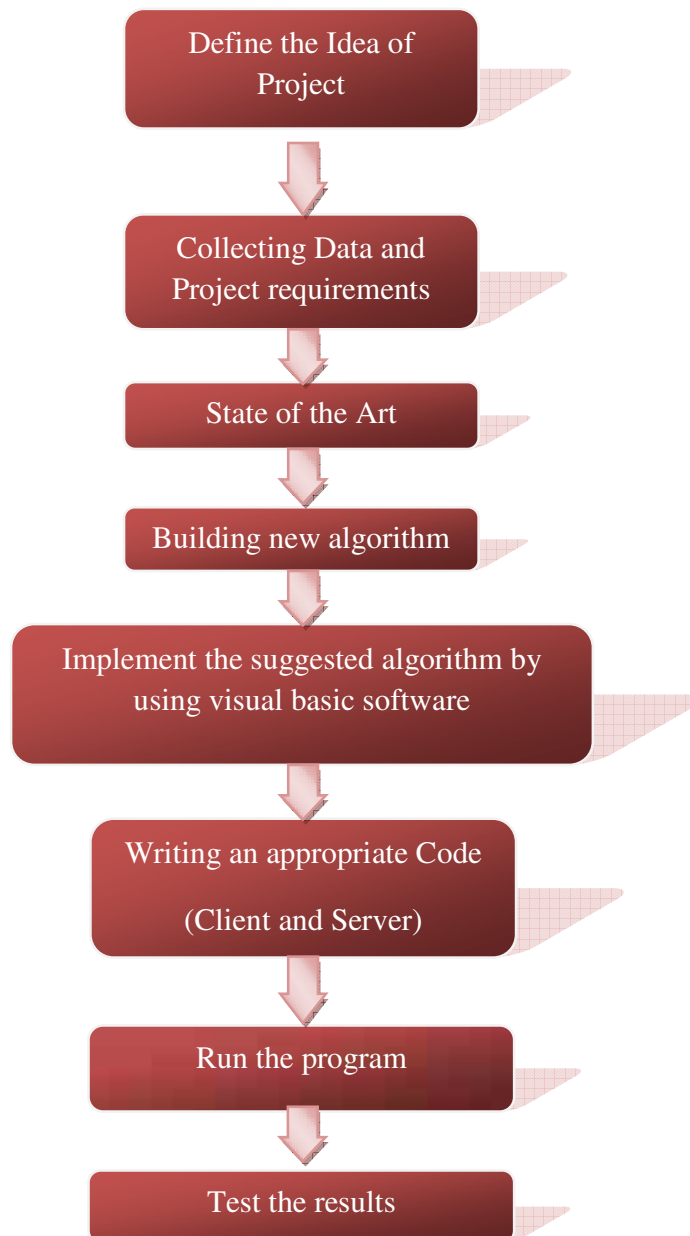 Define the Idea of
Project
Collecting Data and
Project requirements
State of the Art
Building new algorithm
Implement the suggested algorithm by
using visual basic software
Writing an appropriate Code
(Client and Server)
Run the program
Test the results